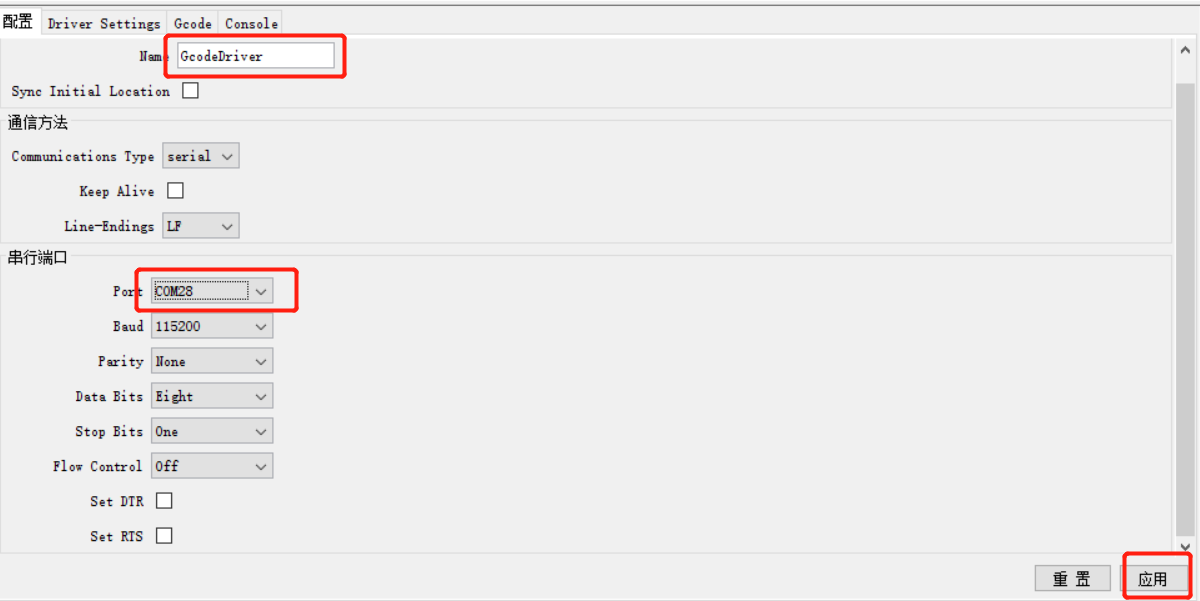 配置 Driver Settings Gcode Console
Name GcodeDriver
Sync Initial Location
通信方法
Communications Type serial
Keep Alive
Line-Endings LF
串行端口
Port COM28
Baud 115200
Parity None
Data Bits Eight
Stop Bits One
Flow Control Off
Set DTR
Set RTS
重置 应用